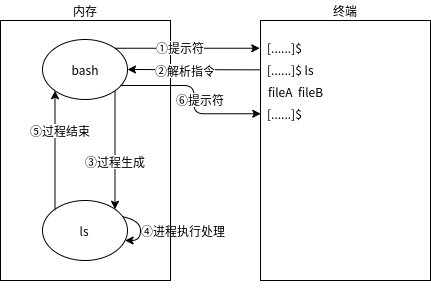 内存
终端
①提示符
[......]$
bash
②解析指令
[......]$ ls
fileA fileB
⑥提示符
[......]$
⑤过程结束
③过程生成
ls
④进程执行处理